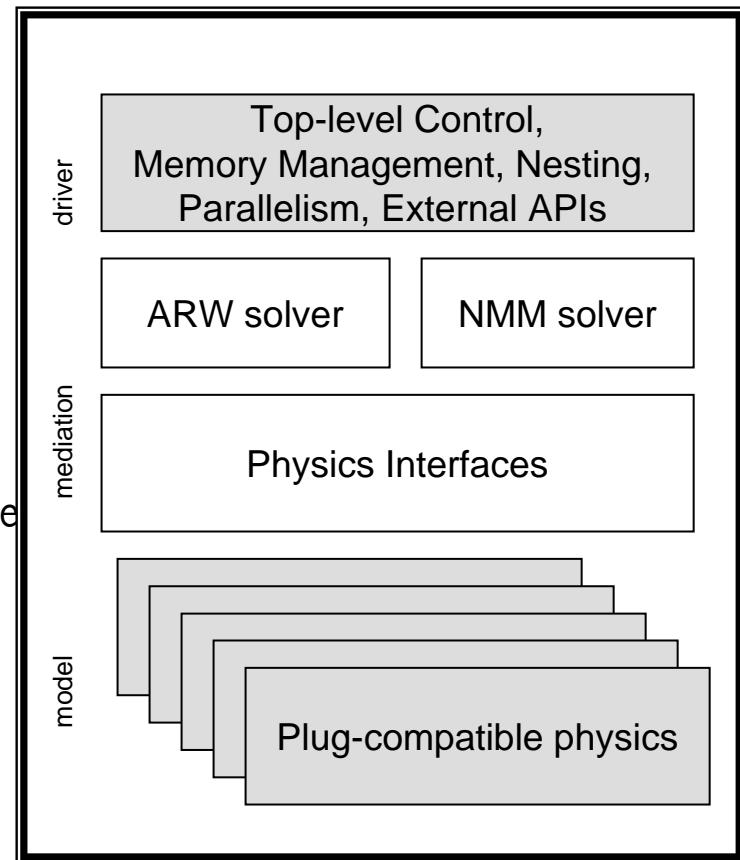 driver
Top-level Control,
Memory Management, Nesting,
Parallelism, External APIs
ARW solver
NMM solver
mediation
Physics Interfaces
e
model
Plug-compatible physics